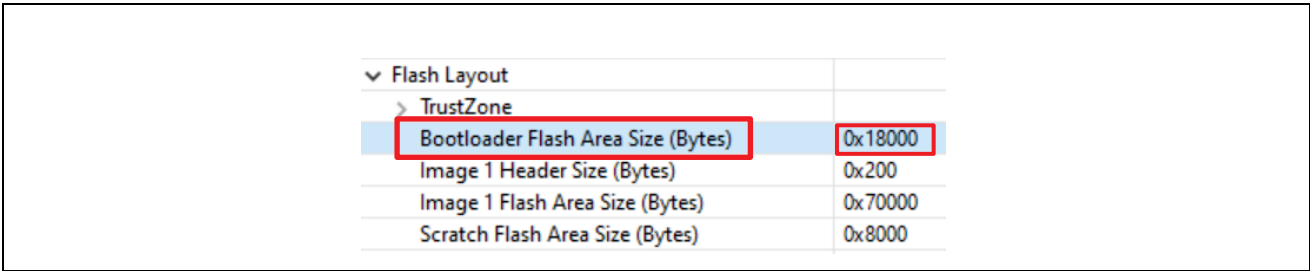 Flash Layout
TrustZone
Bootloader Flash Area Size (Bytes) 0x18000
Image 1 Header Size (Bytes) 0x200
Image 1 Flash Area Size (Bytes) 0x70000
Scratch Flash Area Size (Bytes) 0x8000